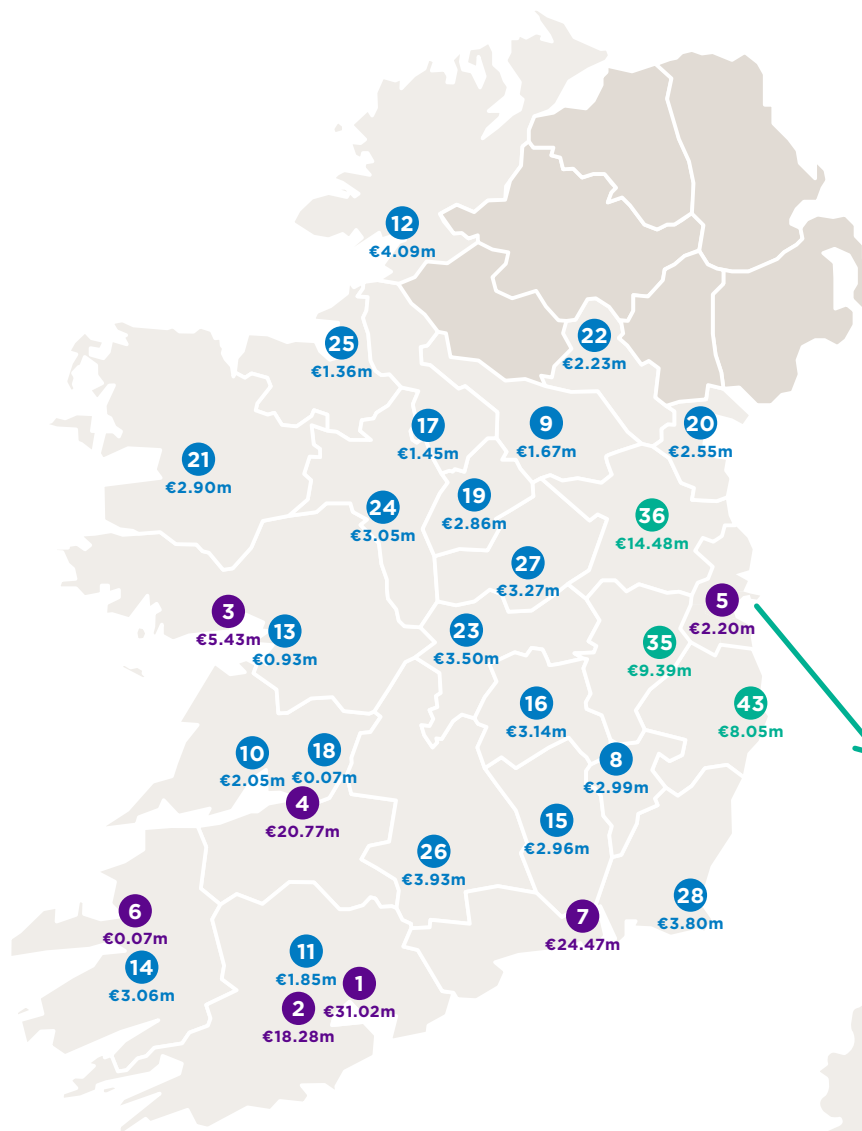 12
€4.09m
22
€2.23m
25
€1.36m
17
€1.45m
9
€1.67m
20
€2.55m
21
€2.90m
19
€2.86m
24
€3.05m
36
€14.48m
27
€3.27m
5
€2.20m
3
€5.43m
13
€0.93m
23
€3.50m
35
€9.39m
16
€3.14m
43
€8.05m
10
€2.05m
18
€0.07m
8
€2.99m
4
€20.77m
15
€2.96m
26
€3.93m
28
€3.80m
6
€0.07m
7
€24.47m
14
€3.06m
11
€1.85m
1
€31.02m
2
€18.28m